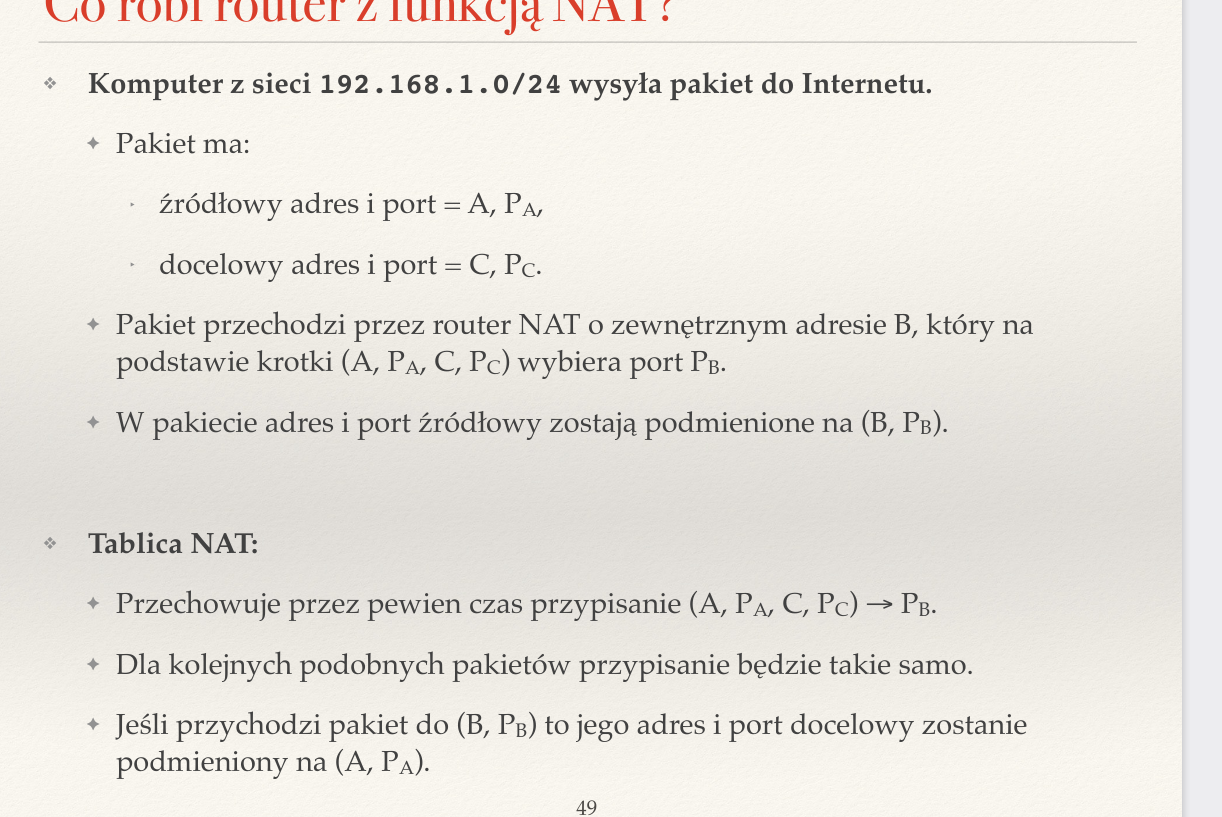 Co robi router z funkcją NAT?
Komputer z sieci 192.168.1.0/24 wysyła pakiet do Internetu.
Pakiet ma:
źródłowy adres i port = A, P_A,
docelowy adres i port = C, P_C.
Pakiet przechodzi przez router NAT o zewnętrznym adresie B, który na
podstawie krotki (A, P_A, C, P_C) wybiera port P_B.
W pakiecie adres i port źródłowy zostają podmienione na (B, P_B).
Tablica NAT:
Przechowuje przez pewien czas przypisanie (A, P_A, C, P_C) → P_B.
Dla kolejnych podobnych pakietów przypisanie będzie takie samo.
Jeśli przychodzi pakiet do (B, P_B) to jego adres i port docelowy zostanie
podmieniony na (A, P_A).
49